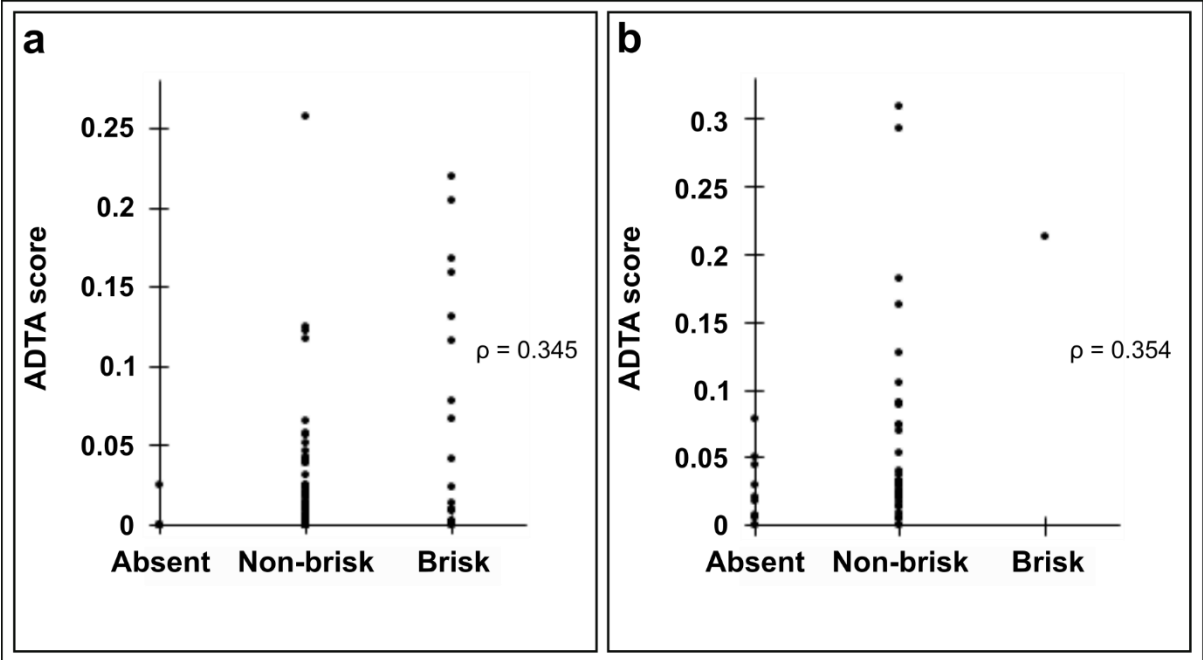 a
ADTA score
0.25
0.2
0.15
0.1
0.05
0
ρ = 0.345
Absent Non-brisk Brisk
b
ADTA score
0.3
0.25
0.2
0.15
0.1
0.05
0
ρ = 0.354
Absent Non-brisk Brisk